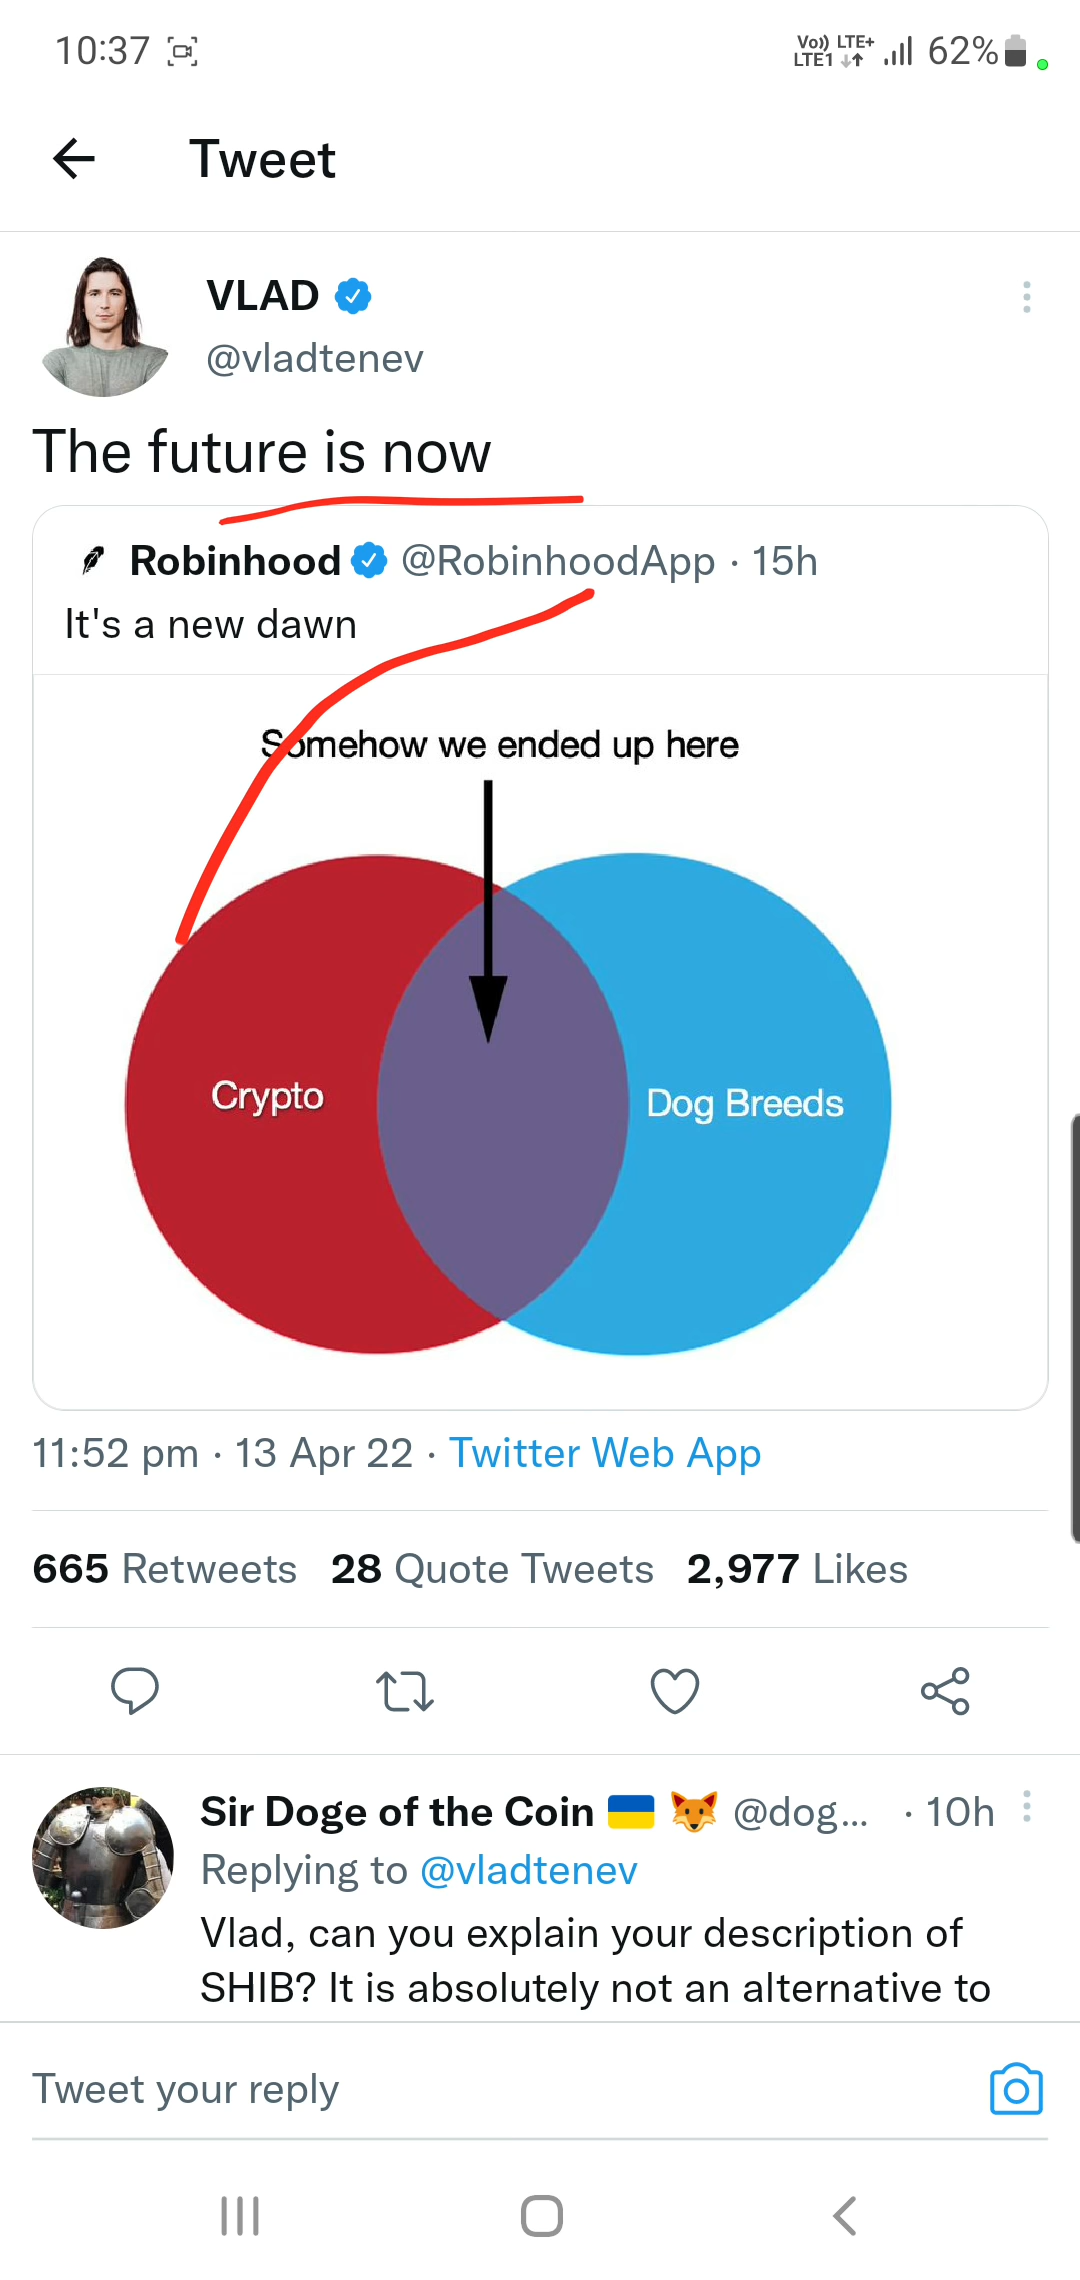 10:37
Vo)) LTE+
LTE1
62%
Tweet
VLAD
@vladtenev
The future is now
Robinhood @RobinhoodApp · 15h
It's a new dawn
Somehow we ended up here
Crypto
Dog Breeds
11:52 pm · 13 Apr 22 · Twitter Web App
665 Retweets 28 Quote Tweets 2,977 Likes
Sir Doge of the Coin 🇺🇦 🦊 @dog... · 10h
Replying to @vladtenev
Vlad, can you explain your description of
SHIB? It is absolutely not an alternative to
Tweet your reply